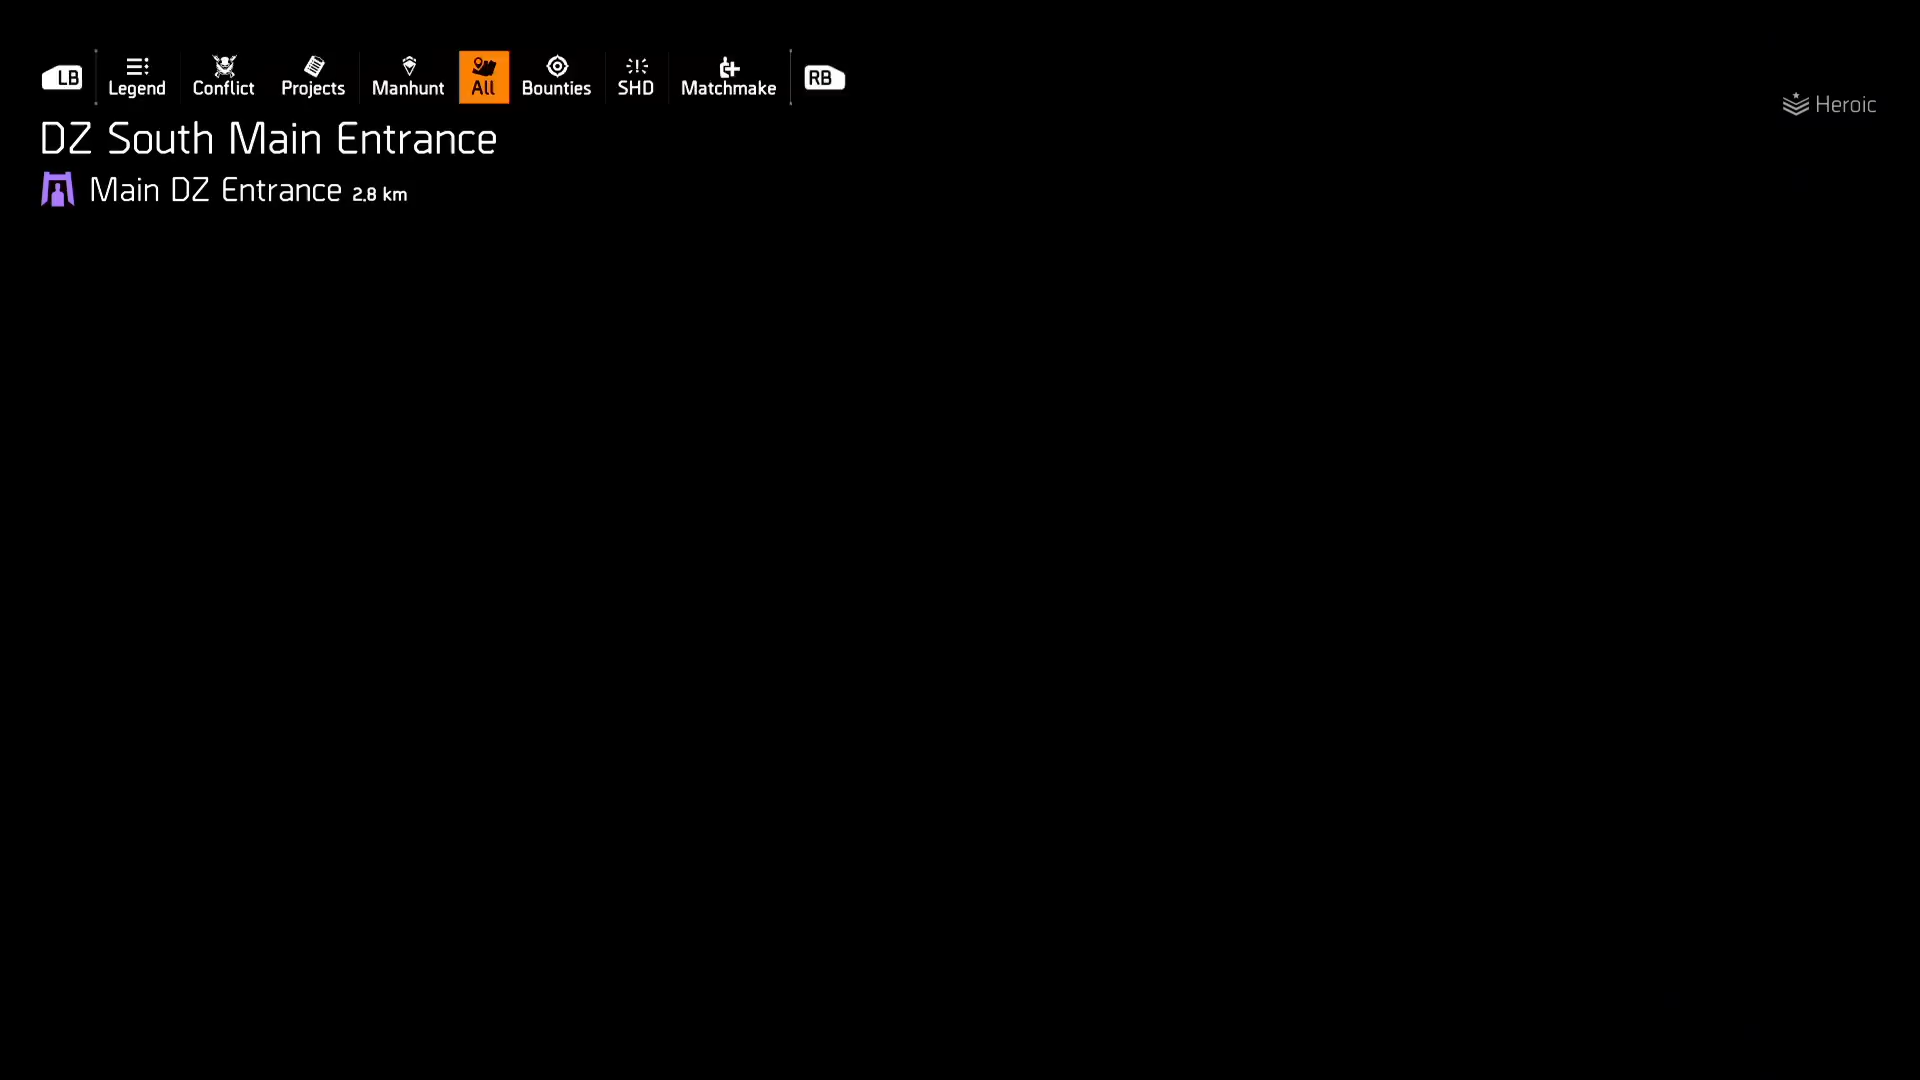 LB Legend Conflict Projects Manhunt All Bounties SHD Matchmake RB
Heroic
DZ South Main Entrance
Main DZ Entrance 2.8 km